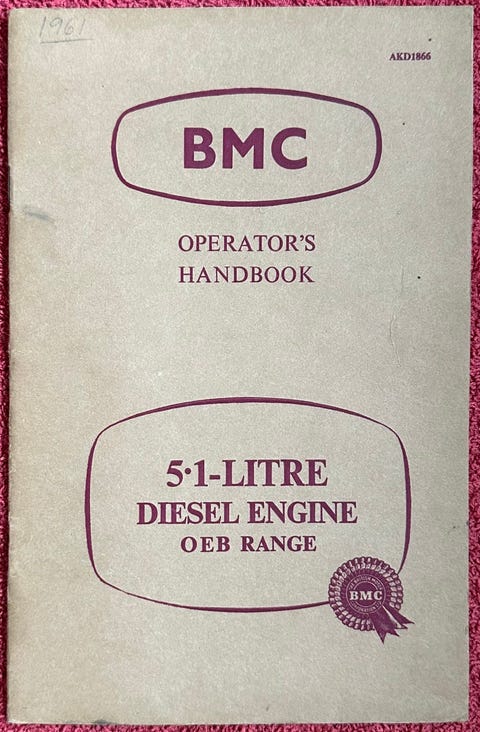 1961
AKD1866
BMC
OPERATOR'S
HANDBOOK
5·1-LITRE
DIESEL ENGINE
OEB RANGE
BMC